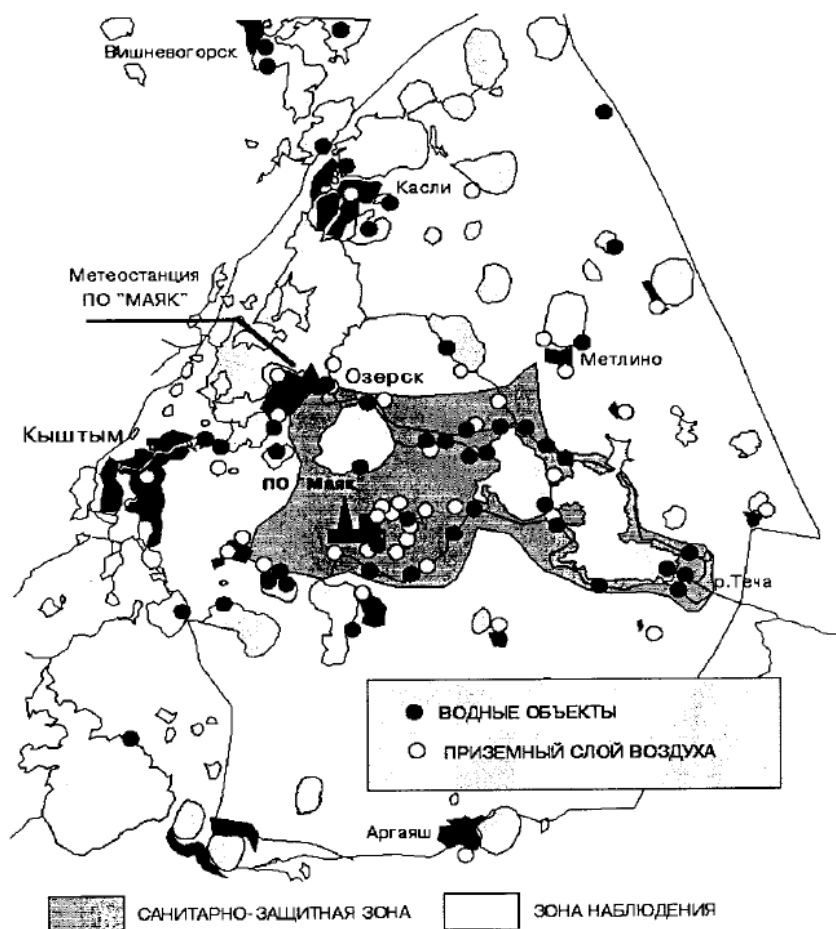 Вишневогорск
Касли
Метеостанция
ПО "МАЯК"
Метлино
Озерск
Кыштым
ПО "Маяк"
р.Теча
ВОДНЫЕ ОБЪЕКТЫ
ПРИЗЕМНЫЙ СЛОЙ ВОЗДУХА
Аргаяш
САНИТАРНО-ЗАЩИТНАЯ ЗОНА
ЗОНА НАБЛЮДЕНИЯ